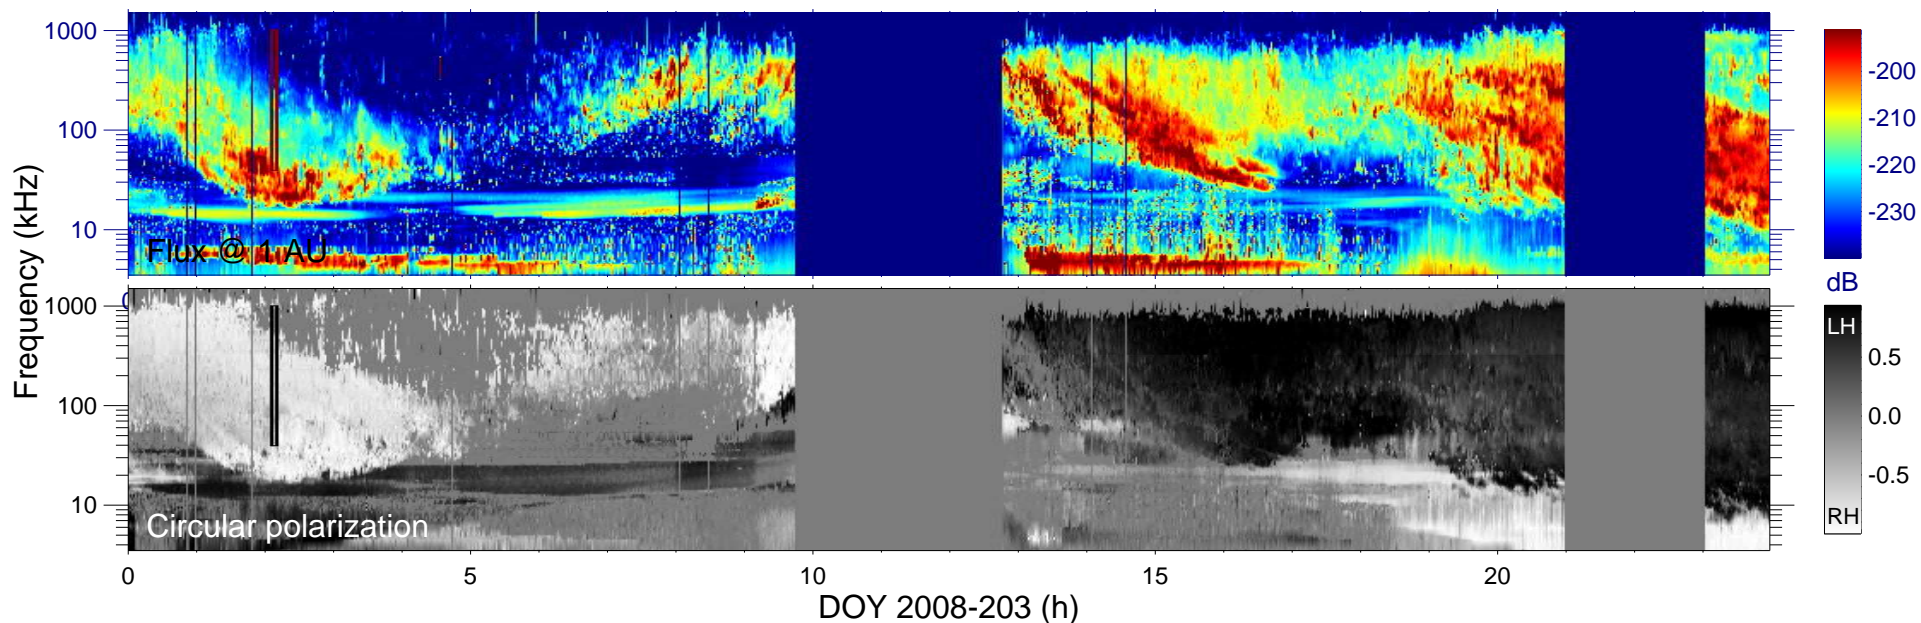 1000
100
10
Flux @ 1 AU
0
-200
-210
-220
-230
dB
Frequency (kHz)
1000
100
10
Circular polarization
LH
0.5
0.0
-0.5
RH
0
5
10
15
20
DOY 2008-203 (h)